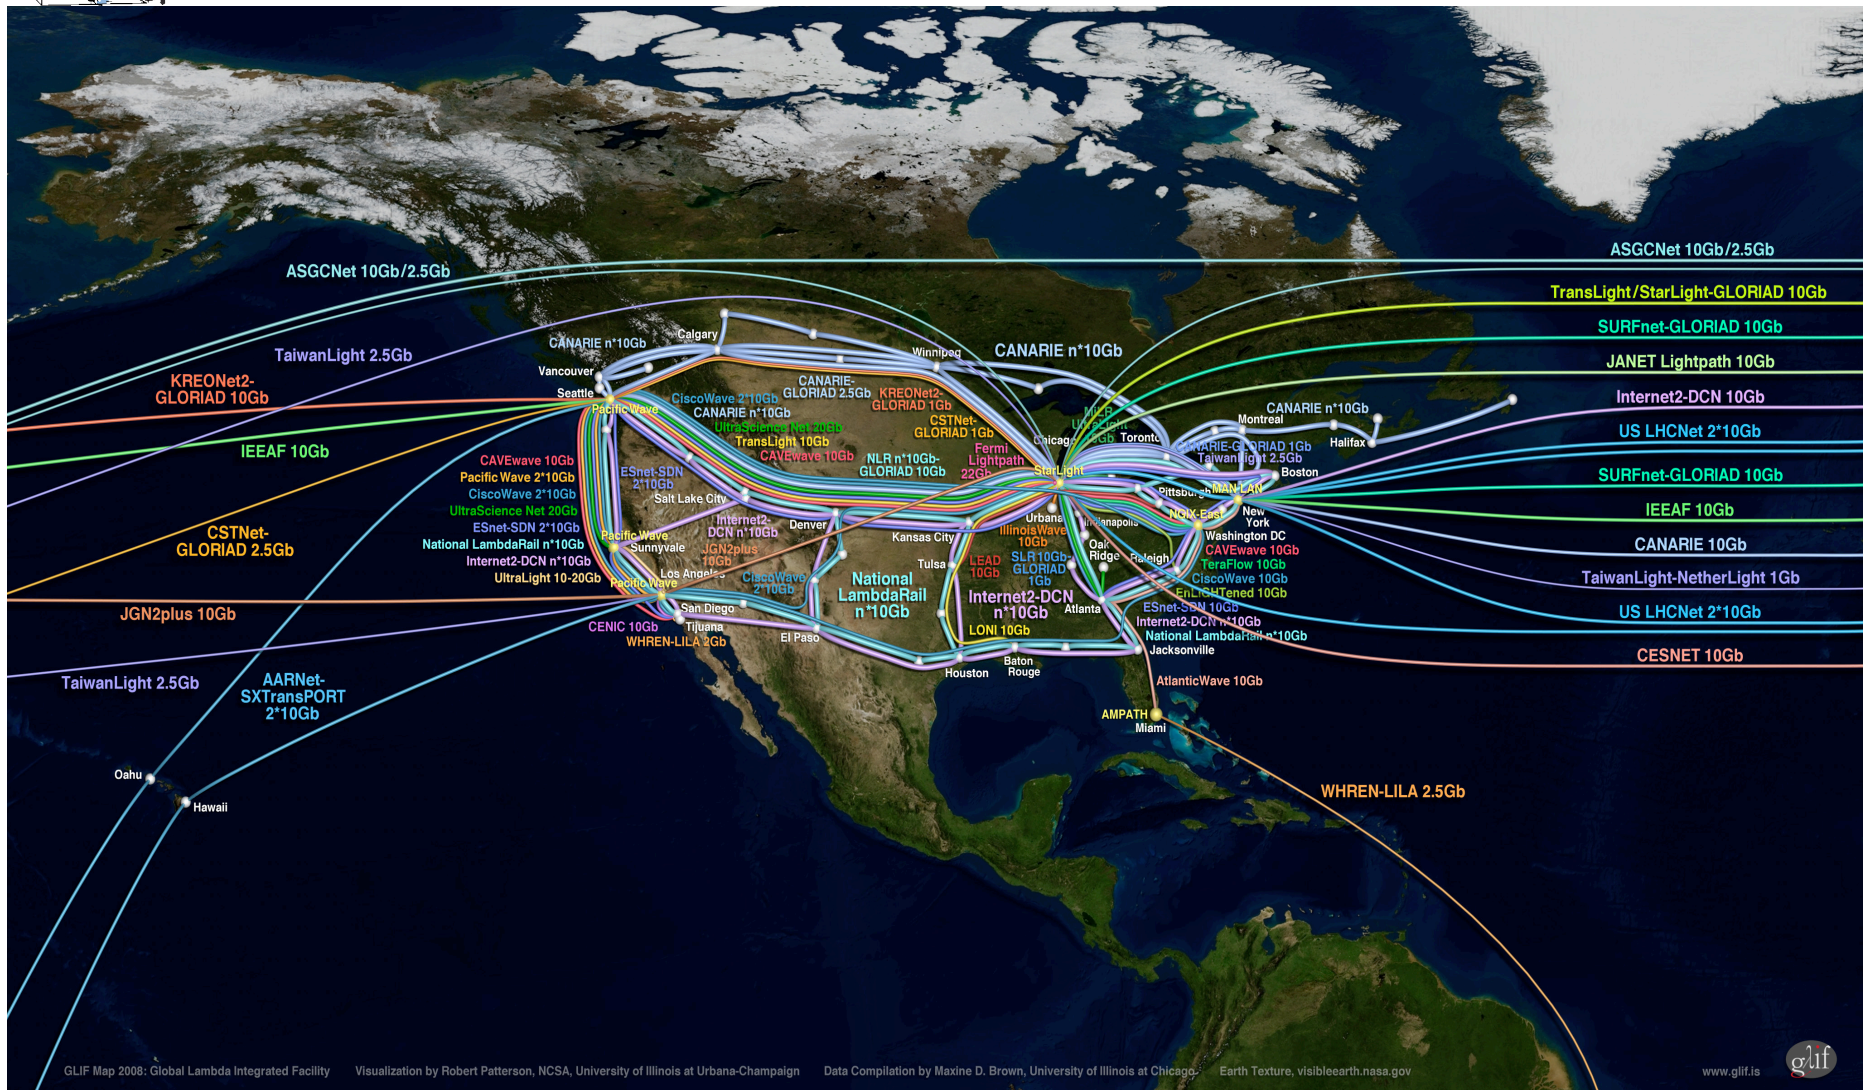 ASGCNet 10Gb/2.5Gb
ASGCNet 10Gb/2.5Gb
TransLight/StarLight-GLORIAD 10Gb
SURFnet-GLORIAD 10Gb
JANET Lightpath 10Gb
Internet2-DCN 10Gb
US LHCNet 2*10Gb
SURFnet-GLORIAD 10Gb
IEEAF 10Gb
CANARIE 10Gb
TaiwanLight-NetherLight 1Gb
US LHCNet 2*10Gb
CESNET 10Gb
TaiwanLight 2.5Gb
KREONet2-
GLORIAD 10Gb
IEEAF 10Gb
CSTNet-
GLORIAD 2.5Gb
JGN2plus 10Gb
TaiwanLight 2.5Gb
AARNet-
SXTransPORT
2*10Gb
Oahu
Hawaii
Calgary
CANARIE n*10Gb
Vancouver
Seattle
Pacific Wave
Winnipeg
CANARIE n*10Gb
CANARIE-
GLORIAD 2.5Gb
KREONet2-
GLORIAD 1Gb
CiscoWave 2*10Gb
CANARIE n*10Gb
UltraScience Net 20Gb
TransLight 10Gb
CAVEwave 10Gb
CSTNet-
GLORIAD 1Gb
NLR n*10Gb-
GLORIAD 10Gb
Fermi
Lightpath
22Gb
MiLR
UltraLight
Chicago
StarLight
Toronto
Montreal
CANARIE n*10Gb
Halifax
CANARIE-GLORIAD 1Gb
TaiwanLight 2.5Gb
Boston
Pittsburgh
MAN LAN
New
York
NGIX-East
Washington DC
CAVEwave 10Gb
TeraFlow 10Gb
CiscoWave 10Gb
EnLIGHTened 10Gb
ESnet-SDN 10Gb
Internet2-DCN n*10Gb
National LambdaRail n*10Gb
Jacksonville
CAVEwave 10Gb
Pacific Wave 2*10Gb
CiscoWave 2*10Gb
UltraScience Net 20Gb
ESnet-SDN 2*10Gb
National LambdaRail n*10Gb
Internet2-DCN n*10Gb
UltraLight 10-20Gb
ESnet-SDN
2*10Gb
Salt Lake City
Internet2-
DCN n*10Gb
Denver
Kansas City
Urbana
Indianapolis
IllinoisWave
10Gb
Pacific Wave
Sunnyvale
JGN2plus
10Gb
Los Angeles
Pacific Wave
CiscoWave
2*10Gb
San Diego
Tijuana
CENIC 10Gb
WHREN-LILA 2Gb
El Paso
National
LambdaRail
n*10Gb
Tulsa
LEAD
10Gb
SLR 10Gb-
GLORIAD
1Gb
Oak
Ridge
Raleigh
Internet2-DCN
n*10Gb
Atlanta
LONI 10Gb
Houston
Baton
Rouge
AtlanticWave 10Gb
AMPATH
Miami
WHREN-LILA 2.5Gb
GLIF Map 2008: Global Lambda Integrated Facility
Visualization by Robert Patterson, NCSA, University of Illinois at Urbana-Champaign
Data Compilation by Maxine D. Brown, University of Illinois at Chicago
Earth Texture, visibleearth.nasa.gov
www.glif.is
glif